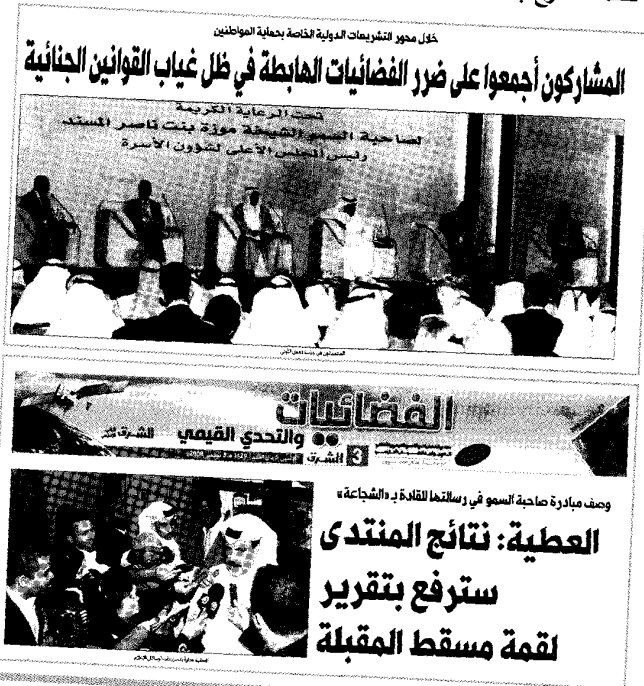 خلال محور التشريعات الدولية الخاصة بحماية المواطنين
المشاركون أجمعوا على ضرر الفضائيات الهابطة في ظل غياب القوانين الجنائية
تحت الرعاية الكريمة
لصاحبة السمو الشيخة موزة بنت ناصر المسند
رئيس المجلس الأعلى لشؤون الأسرة
الفضائيات
والتحدي القيمي
الشرق
3 الشرق
وصف مبادرة صاحبة السمو في رسالتها للقادة بـ «الشجاعة»
العطية: نتائج المنتدى
سترفع بتقرير
لقمة مسقط المقبلة